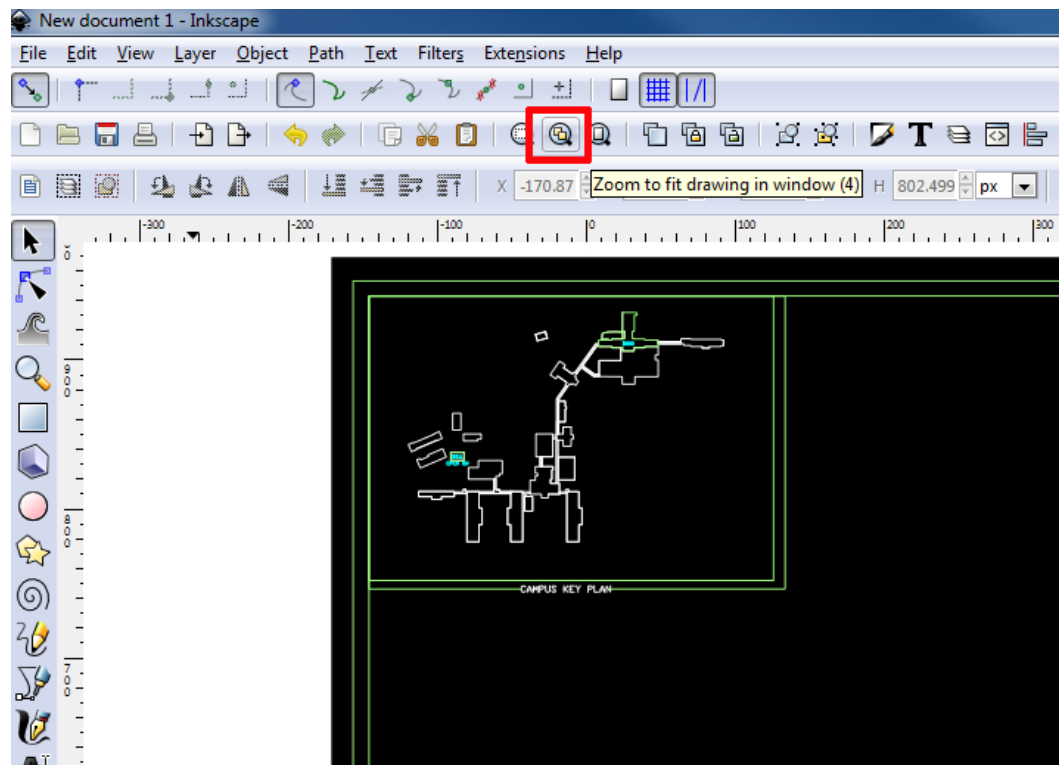 New document 1 - Inkscape
File Edit View Layer Object Path Text Filters Extensions Help
X -170.87 Zoom to fit drawing in window (4) H 802.499 px
-300 -200 -100 0 100 200 300
900
800
700
CAMPUS KEY PLAN